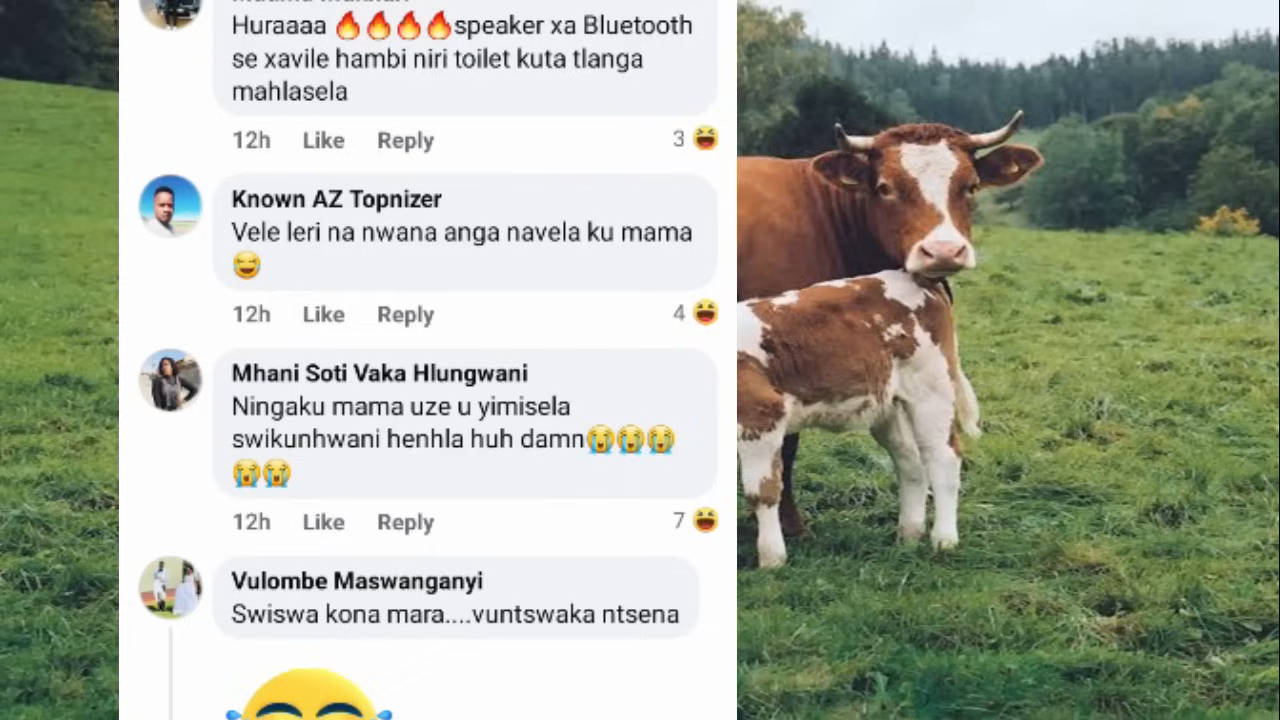 Huraaaa 🔥🔥🔥🔥speaker xa Bluetooth
se xavile hambi niri toilet kuta tlanga
mahlasela
12h Like Reply 3
Known AZ Topnizer
Vele leri na nwana anga navela ku mama
😅
12h Like Reply 4
Mhani Soti Vaka Hlungwani
Ningaku mama uze u yimisela
swikunhwani henhla huh damn😭😭😭
😭😭
12h Like Reply 7
Vulombe Maswanganyi
Swiswa kona mara....vuntswaka ntsena